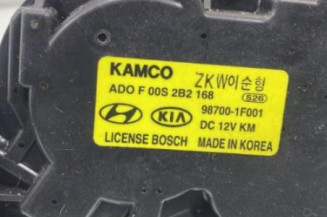 KAMCO ZKW이순형
ADO F 00S 2B2 168 526
98700-1F001
KIA DC 12V KM
LICENSE BOSCH MADE IN KOREA